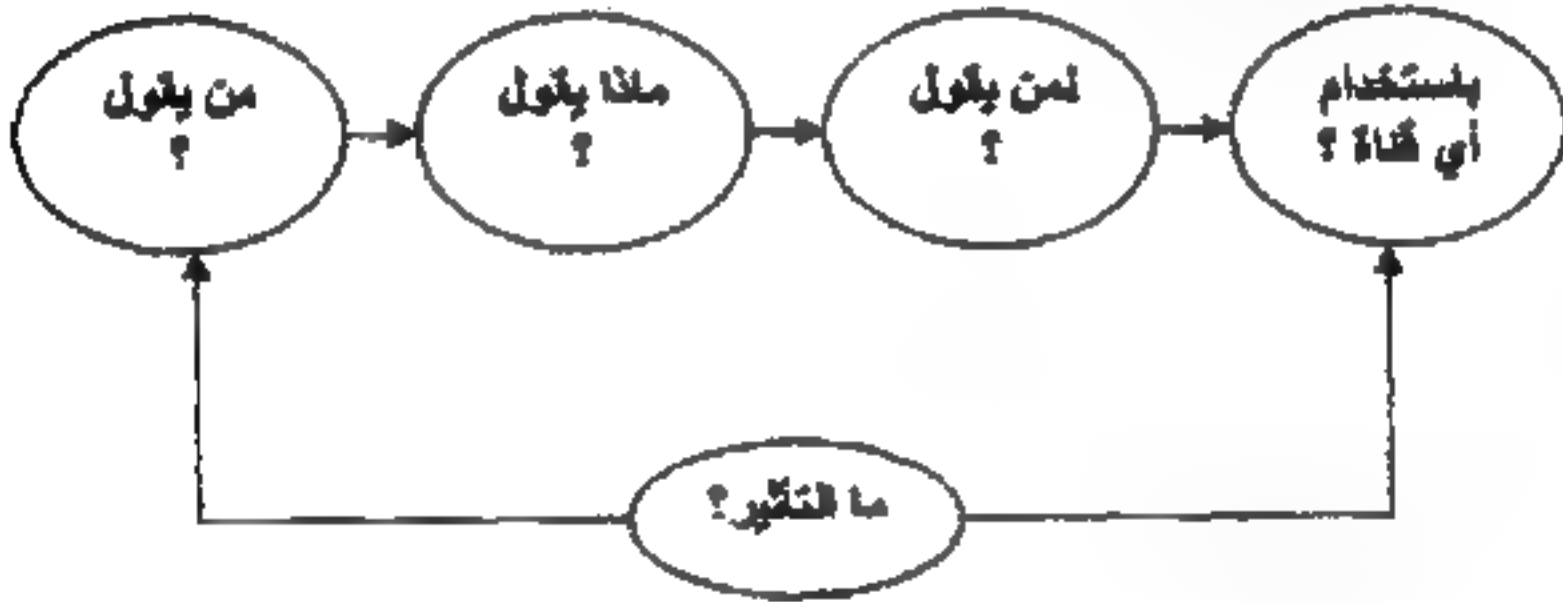 من يقول
؟
ماذا يقول
؟
لمن يقول
؟
باستخدام
أي قناة ؟
ما التأثير؟